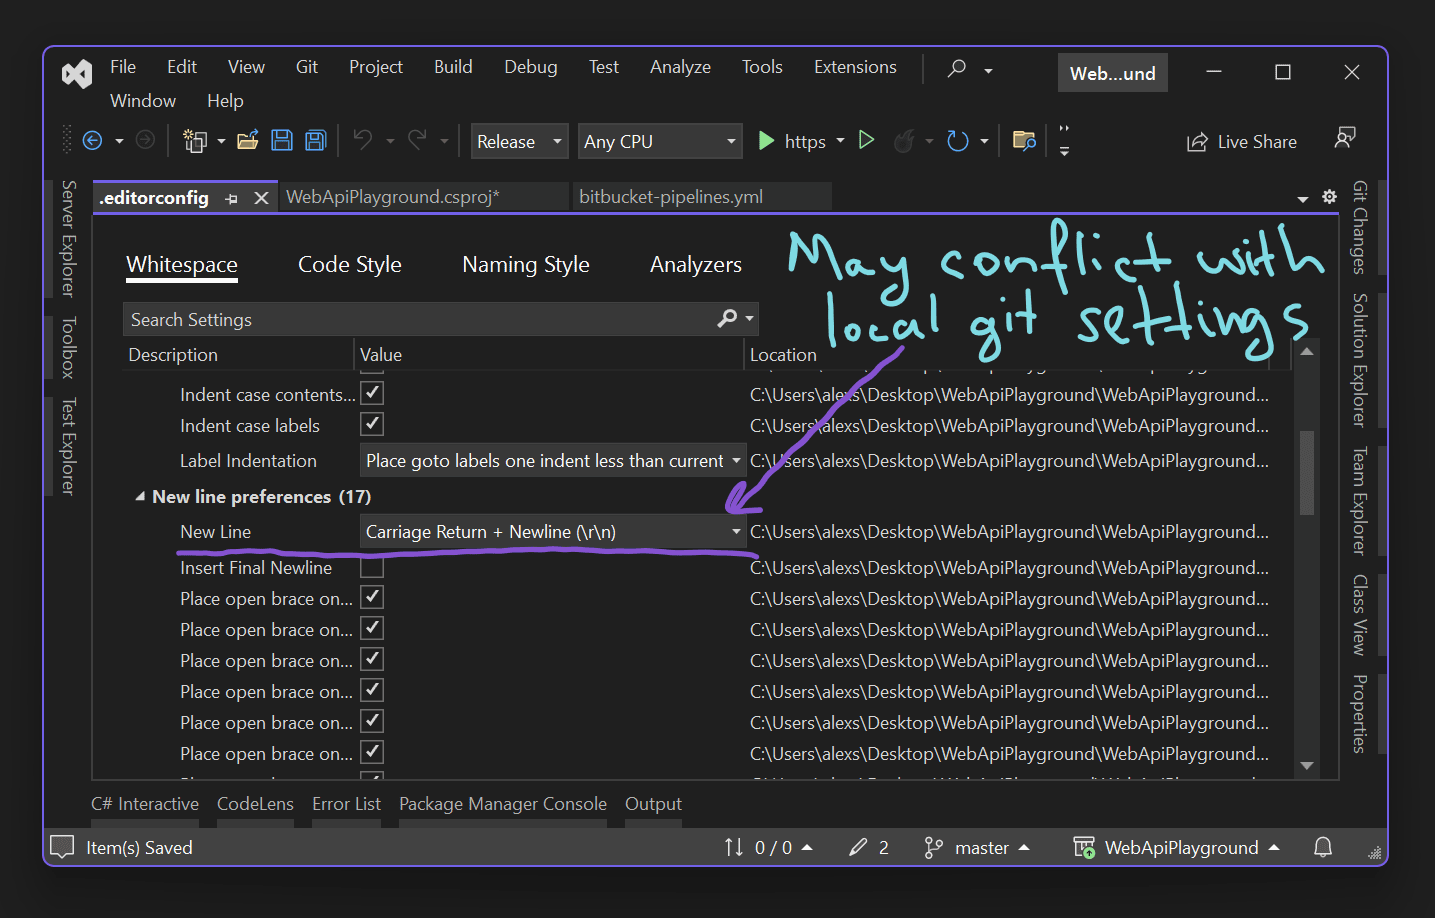 File Edit View Git Project Build Debug Test Analyze Tools Extensions
Web...und
Window Help
Release Any CPU https Live Share
.editorconfig WebApiPlayground.csproj* bitbucket-pipelines.yml
Server Explorer
Toolbox
Test Explorer
Whitespace Code Style Naming Style Analyzers
May conflict with
local git settings
Search Settings
Description Value Location
Indent case contents... C:\Users\alexs\Desktop\WebApiPlayground\WebApiPlayground...
Indent case labels C:\Users\alexs\Desktop\WebApiPlayground\WebApiPlayground...
Label Indentation Place goto labels one indent less than current C:\Users\alexs\Desktop\WebApiPlayground\WebApiPlayground...
New line preferences (17)
New Line Carriage Return + Newline (\r\n) C:\Users\alexs\Desktop\WebApiPlayground\WebApiPlayground...
Insert Final Newline C:\Users\alexs\Desktop\WebApiPlayground\WebApiPlayground...
Place open brace on... C:\Users\alexs\Desktop\WebApiPlayground\WebApiPlayground...
Place open brace on... C:\Users\alexs\Desktop\WebApiPlayground\WebApiPlayground...
Place open brace on... C:\Users\alexs\Desktop\WebApiPlayground\WebApiPlayground...
Place open brace on... C:\Users\alexs\Desktop\WebApiPlayground\WebApiPlayground...
Place open brace on... C:\Users\alexs\Desktop\WebApiPlayground\WebApiPlayground...
Place open brace on... C:\Users\alexs\Desktop\WebApiPlayground\WebApiPlayground...
Git Changes
Solution Explorer
Team Explorer
Class View
Properties
C# Interactive CodeLens Error List Package Manager Console Output
Item(s) Saved 0 / 0 2 master WebApiPlayground